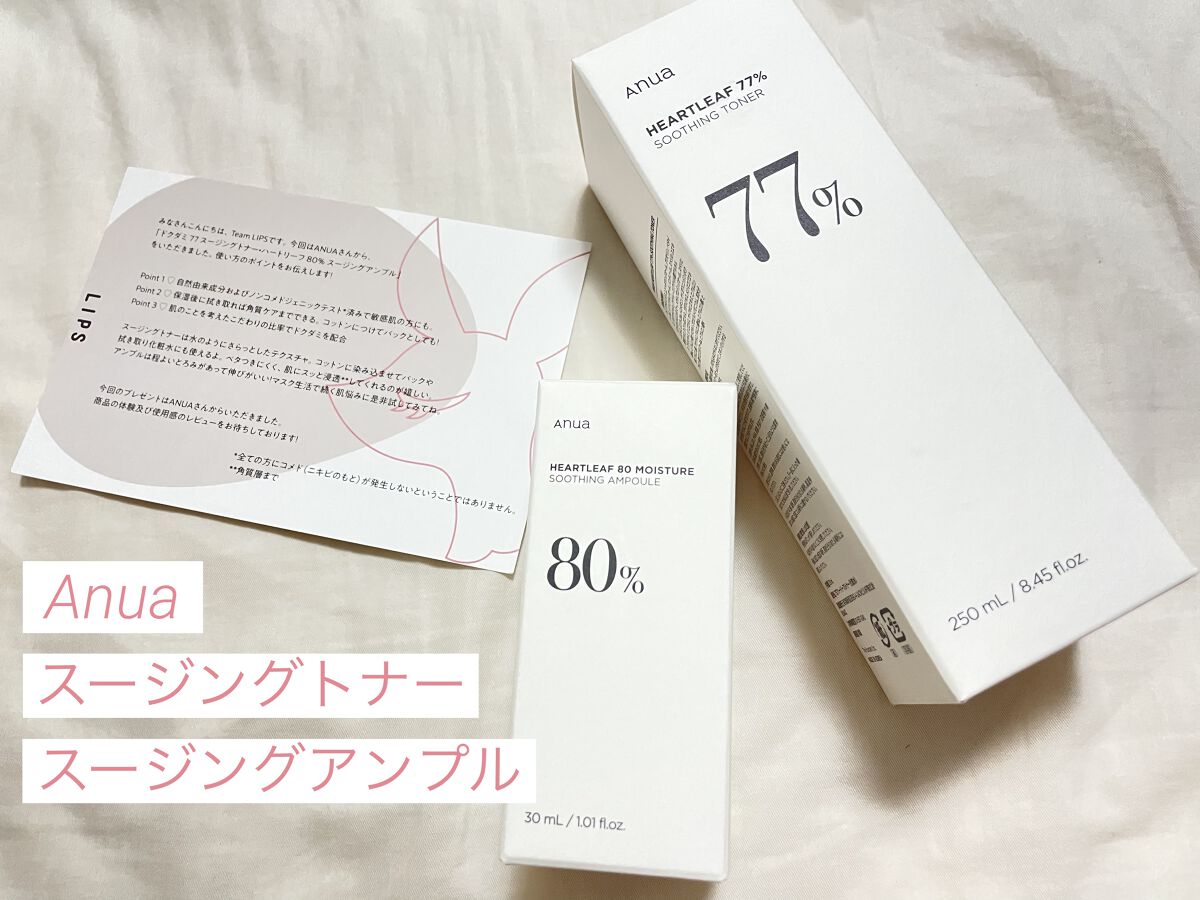 Anua
HEARTLEAF 77%
SOOTHING TONER
77%
250 mL / 8.45 fl.oz.
みなさんこんにちは、Team LIPSです。今回はANUAさんから、
「ドクダミ 77 スージングトナー・ハートリーフ 80% スージングアンプル」
をいただきました。使い方のポイントをお伝えします!
Point 1 ♡ 自然由来成分およびノンコメドジェニックテスト*済みで敏感肌の方にも。
Point 2 ♡ 保湿後に拭き取れば角質ケアまでできる。コットンにつけてパックとしても!
Point 3 ♡ 肌のことを考えたこだわりの比率でドクダミを配合
スージングトナーは水のようにさらっとしたテクスチャ。コットンに染み込ませてパックや
拭き取り化粧水にも使えるよ。ベタつきにくく、肌にスッと浸透**してくれるのが嬉しい。
アンプルは程よいとろみがあって伸びがいい!マスク生活で続く肌悩みに是非試してみてね。
今回のプレゼントはANUAさんからいただきました。
商品の体験及び使用感のレビューをお待ちしております!
*全ての方にコメド(ニキビのもと)が発生しないということではありません。
**角質層まで
LIPS
Anua
HEARTLEAF 80 MOISTURE
SOOTHING AMPOULE
80%
30 mL / 1.01 fl.oz.
Anua
スージングトナー
スージングアンプル